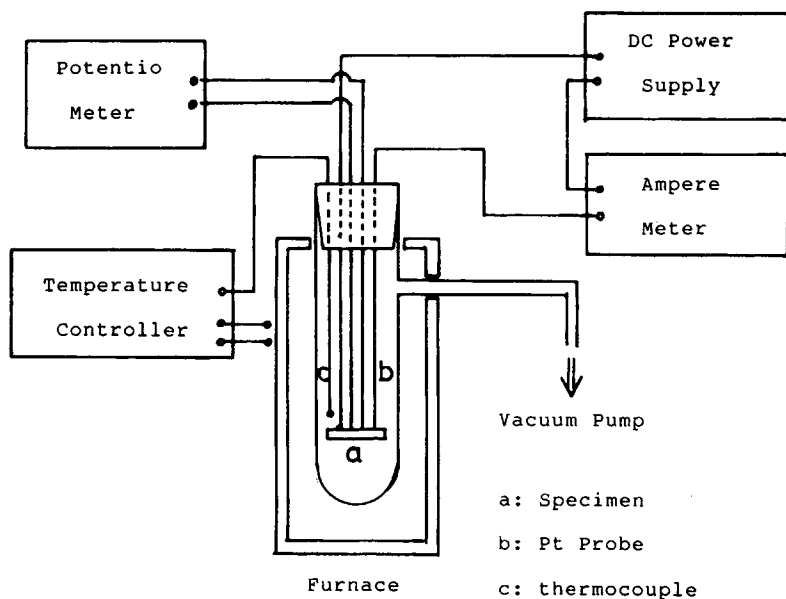 Potentio
Meter
DC Power
Supply
Ampere
Meter
Temperature
Controller
c
b
a
Vacuum Pump
a: Specimen
b: Pt Probe
c: thermocouple
Furnace